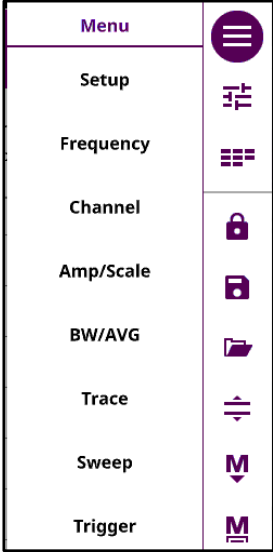 Menu
Setup
Frequency
Channel
Amp/Scale
BW/AVG
Trace
Sweep
M
Trigger
M